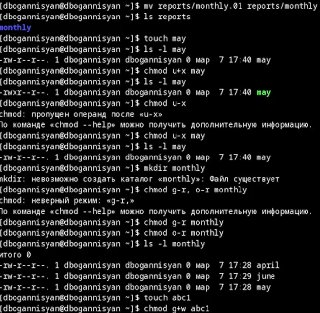 [dbogannisyan@dbogannisyan ~]$ mv reports/monthly.01 reports/monthly
[dbogannisyan@dbogannisyan ~]$ ls reports
monthly
[dbogannisyan@dbogannisyan ~]$ touch may
[dbogannisyan@dbogannisyan ~]$ ls -l may
-rw-r--r--. 1 dbogannisyan dbogannisyan 0 мар  7 17:40 may
[dbogannisyan@dbogannisyan ~]$ chmod u+x may
[dbogannisyan@dbogannisyan ~]$ ls -l may
-rwxr--r--. 1 dbogannisyan dbogannisyan 0 мар  7 17:40 may
[dbogannisyan@dbogannisyan ~]$ chmod u-x
chmod: пропущен операнд после «u-x»
По команде «chmod --help» можно получить дополнительную информацию.
[dbogannisyan@dbogannisyan ~]$ chmod u-x may
[dbogannisyan@dbogannisyan ~]$ ls -l may
-rw-r--r--. 1 dbogannisyan dbogannisyan 0 мар  7 17:40 may
[dbogannisyan@dbogannisyan ~]$ mkdir monthly
mkdir: невозможно создать каталог «monthly»: Файл существует
[dbogannisyan@dbogannisyan ~]$ chmod g-r, o-r monthly
chmod: неверный режим: «g-r,»
По команде «chmod --help» можно получить дополнительную информацию.
[dbogannisyan@dbogannisyan ~]$ chmod g-r monthly
[dbogannisyan@dbogannisyan ~]$ chmod o-r monthly
[dbogannisyan@dbogannisyan ~]$ ls -l monthly
итого 0
-rw-r--r--. 1 dbogannisyan dbogannisyan 0 мар  7 17:28 april
-rw-r--r--. 1 dbogannisyan dbogannisyan 0 мар  7 17:29 june
-rw-r--r--. 1 dbogannisyan dbogannisyan 0 мар  7 17:28 may
[dbogannisyan@dbogannisyan ~]$ touch abc1
[dbogannisyan@dbogannisyan ~]$ chmod g+w abc1